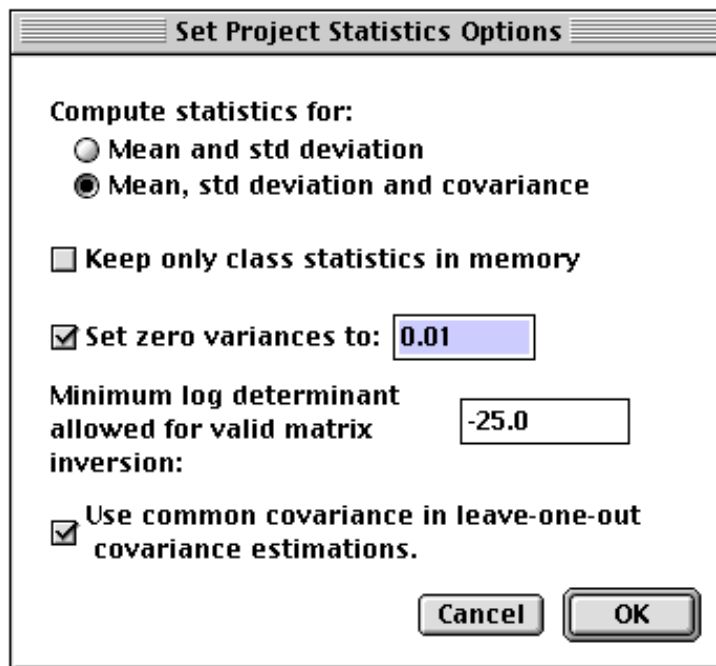 Set Project Statistics Options
Compute statistics for:
Mean and std deviation
Mean, std deviation and covariance
Keep only class statistics in memory
Set zero variances to: 0.01
Minimum log determinant
allowed for valid matrix
inversion:
-25.0
Use common covariance in leave-one-out
covariance estimations.
Cancel OK